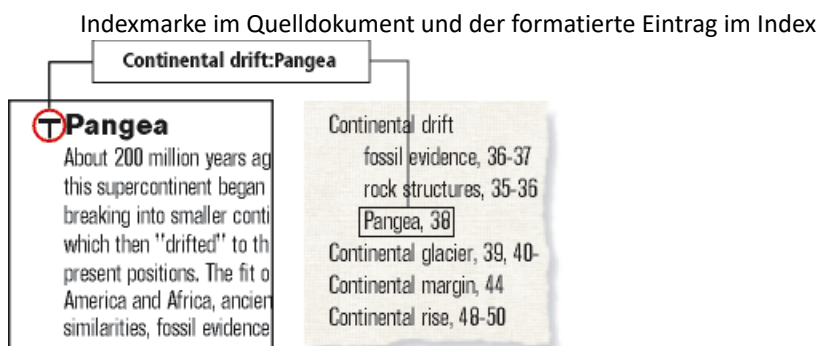 Indexmarke im Quelldokument und der formatierte Eintrag im Index
Continental drift:Pangea
Pangea
About 200 million years ag
this supercontinent began
breaking into smaller conti
which then "drifted" to th
present positions. The fit o
America and Africa, ancien
similarities, fossil evidence
Continental drift
fossil evidence, 36-37
rock structures, 35-36
Pangea, 38
Continental glacier, 39, 40-
Continental margin, 44
Continental rise, 48-50